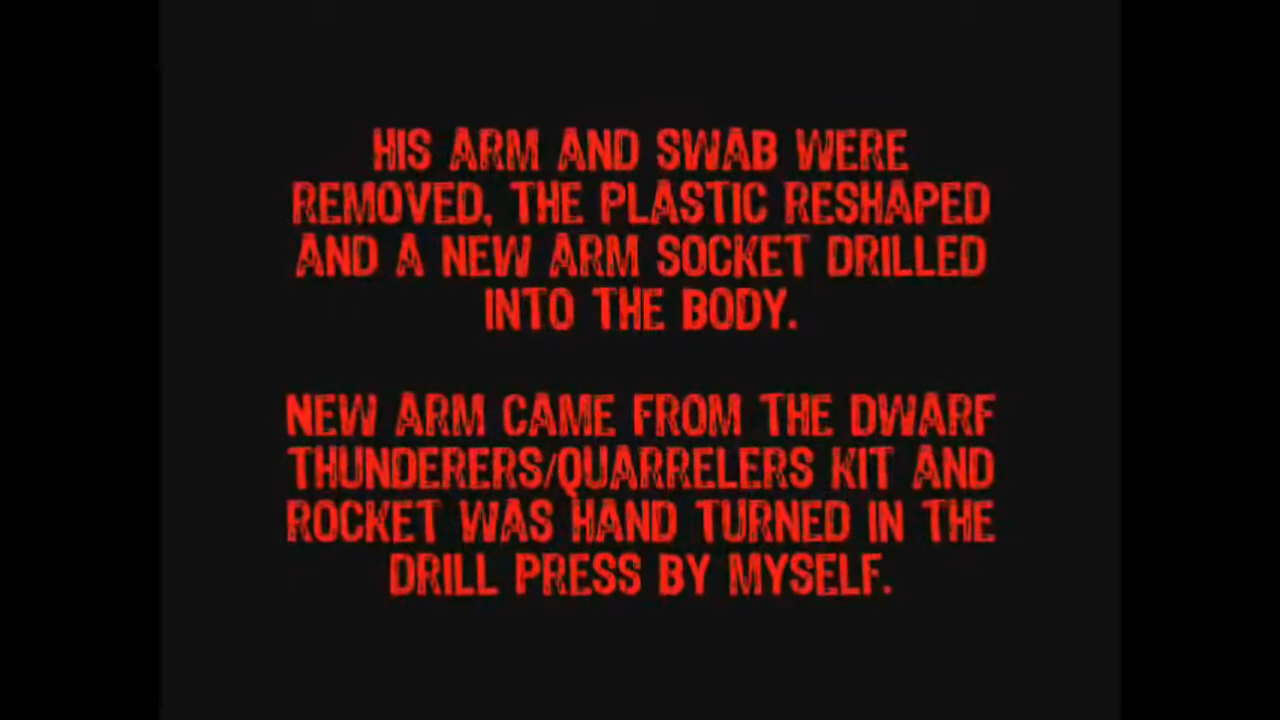 HIS ARM AND SWAB WERE
REMOVED, THE PLASTIC RESHAPED
AND A NEW ARM SOCKET DRILLED
INTO THE BODY.
NEW ARM CAME FROM THE DWARF
THUNDERERS/QUARRELERS KIT AND
ROCKET WAS HAND TURNED IN THE
DRILL PRESS BY MYSELF.